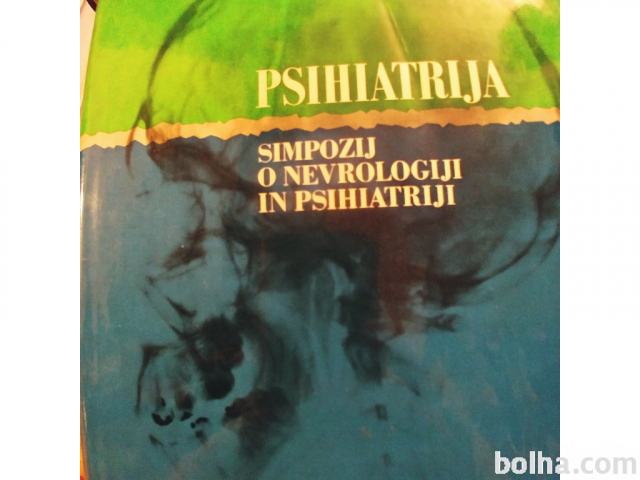 PSIHIATRIJA
SIMPOZIJ
O NEVROLOGIJI
IN PSIHIATRIJI
bolha.com